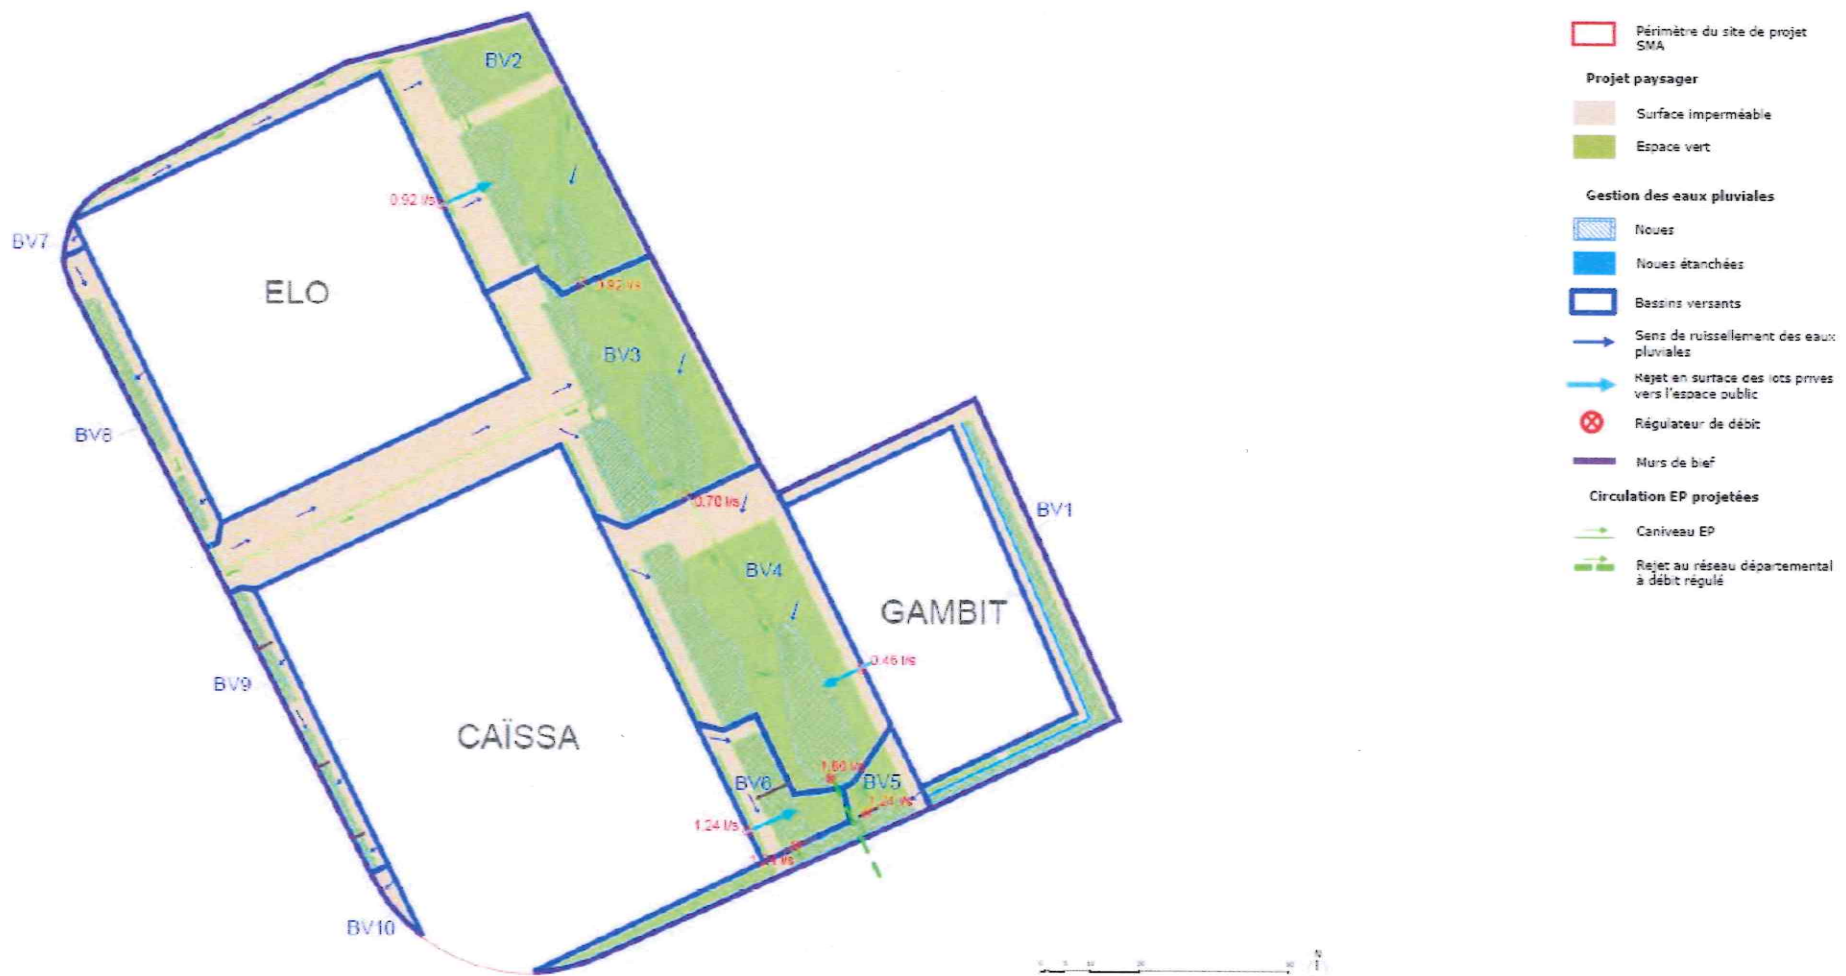 BV2
0.92 l/s
BV7
ELO
0.92 l/s
BV3
BV8
0.70 l/s
BV1
BV4
GAMBIT
0.46 l/s
BV9
CAÏSSA
BV6
BV5
1.24 l/s
BV10
Périmètre du site de projet
SMA
Projet paysager
Surface imperméable
Espace vert
Gestion des eaux pluviales
Noues
Noues étanchées
Bassins versants
Sens de ruissellement des eaux
pluviales
Rejet en surface des lots privés
vers l'espace public
Régulateur de débit
Murs de bief
Circulation EP projetées
Caniveau EP
Rejet au réseau départemental
à débit régulé
N